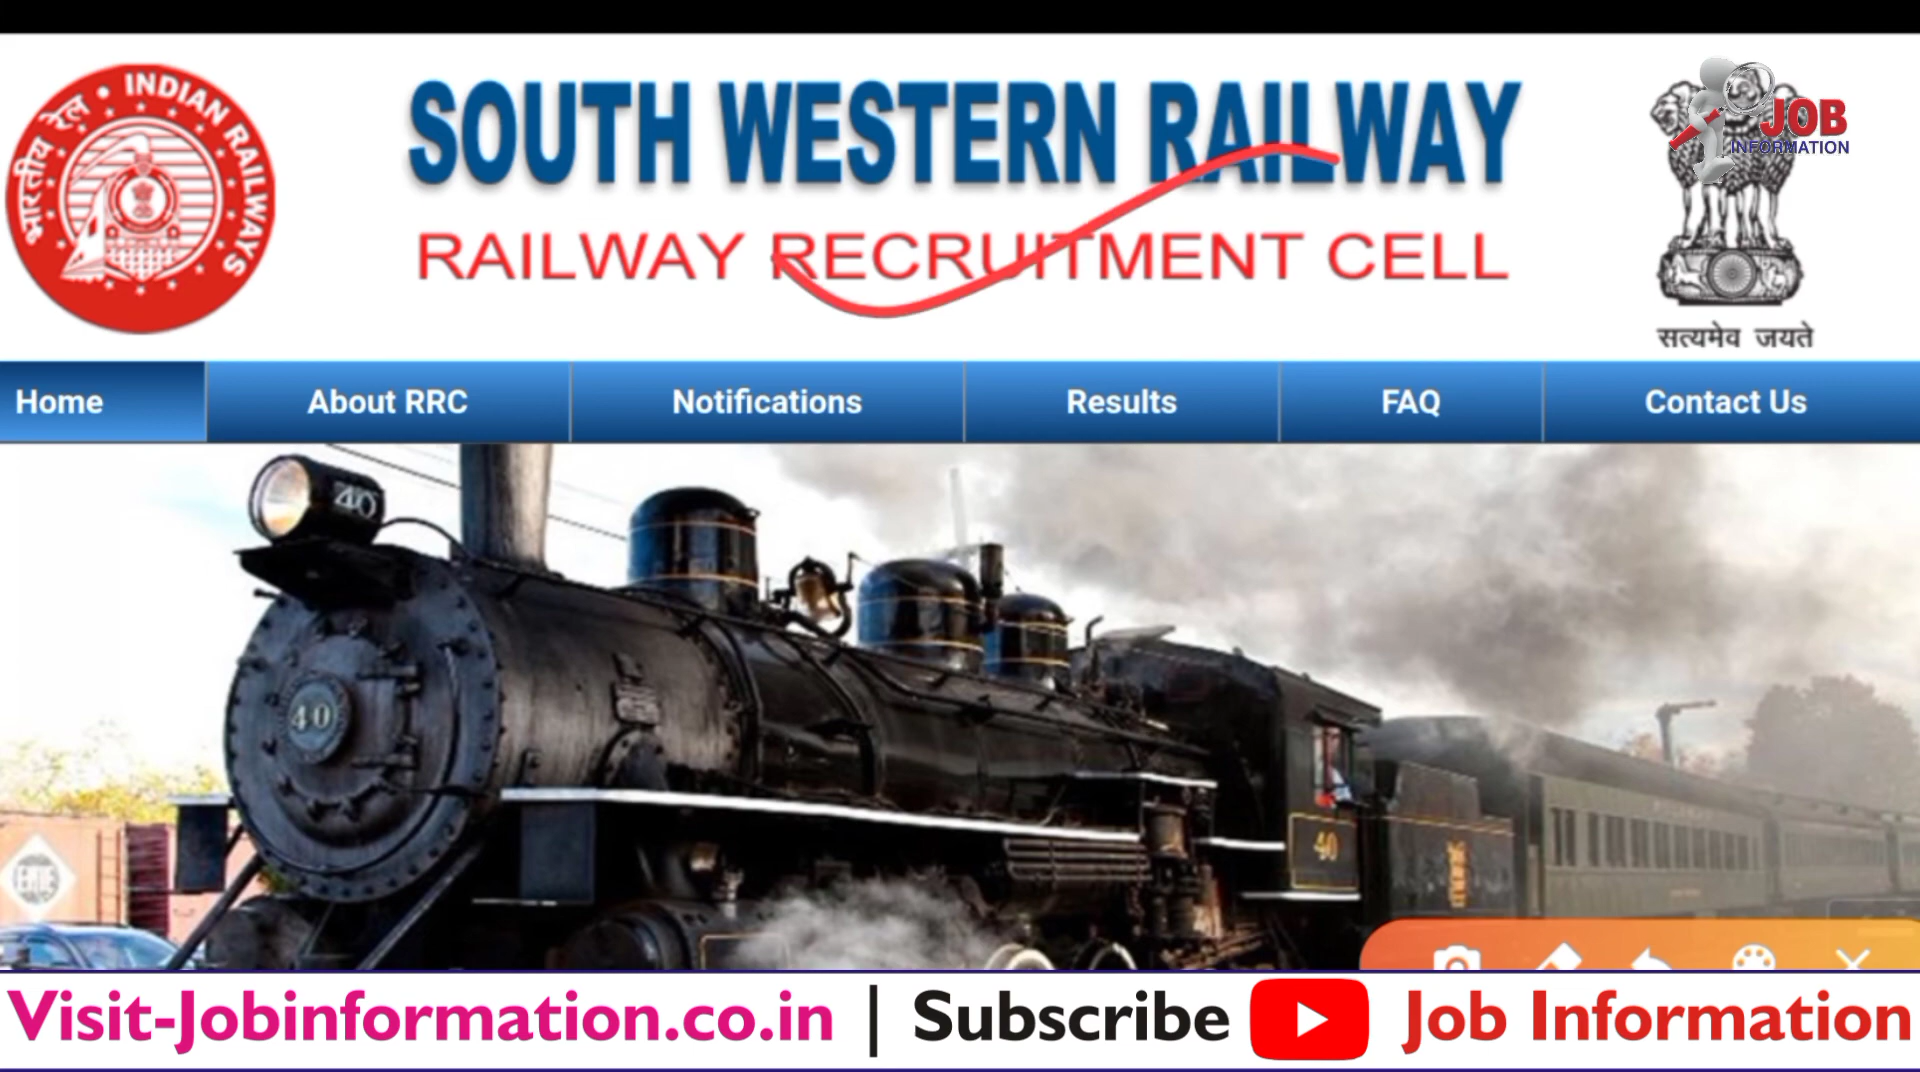 भारतीय रेल • INDIAN RAILWAYS
SOUTH WESTERN RAILWAY
RAILWAY RECRUITMENT CELL
JOB
INFORMATION
सत्यमेव जयते
Home
About RRC
Notifications
Results
FAQ
Contact Us
40
40
40
ERIE
Visit-Jobinformation.co.in | Subscribe Job Information